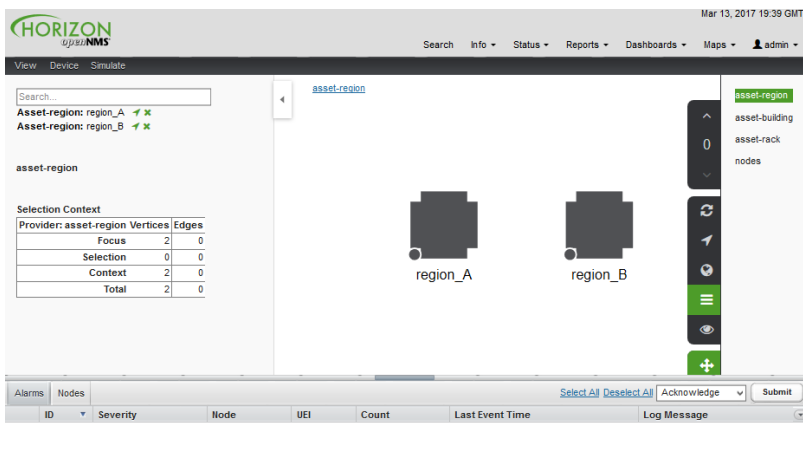 Mar 13, 2017 19:39 GMT
HORIZON
openNMS
Search Info Status Reports Dashboards Maps admin
View Device Simulate
Search...
Asset-region: region_A
Asset-region: region_B
asset-region
Selection Context
Provider: asset-region Vertices Edges
Focus 2 0
Selection 0 0
Context 2 0
Total 2 0
asset-region
region_A region_B
0
asset-region
asset-building
asset-rack
nodes
Alarms Nodes Select All Deselect All Acknowledge Submit
ID Severity Node UEI Count Last Event Time Log Message